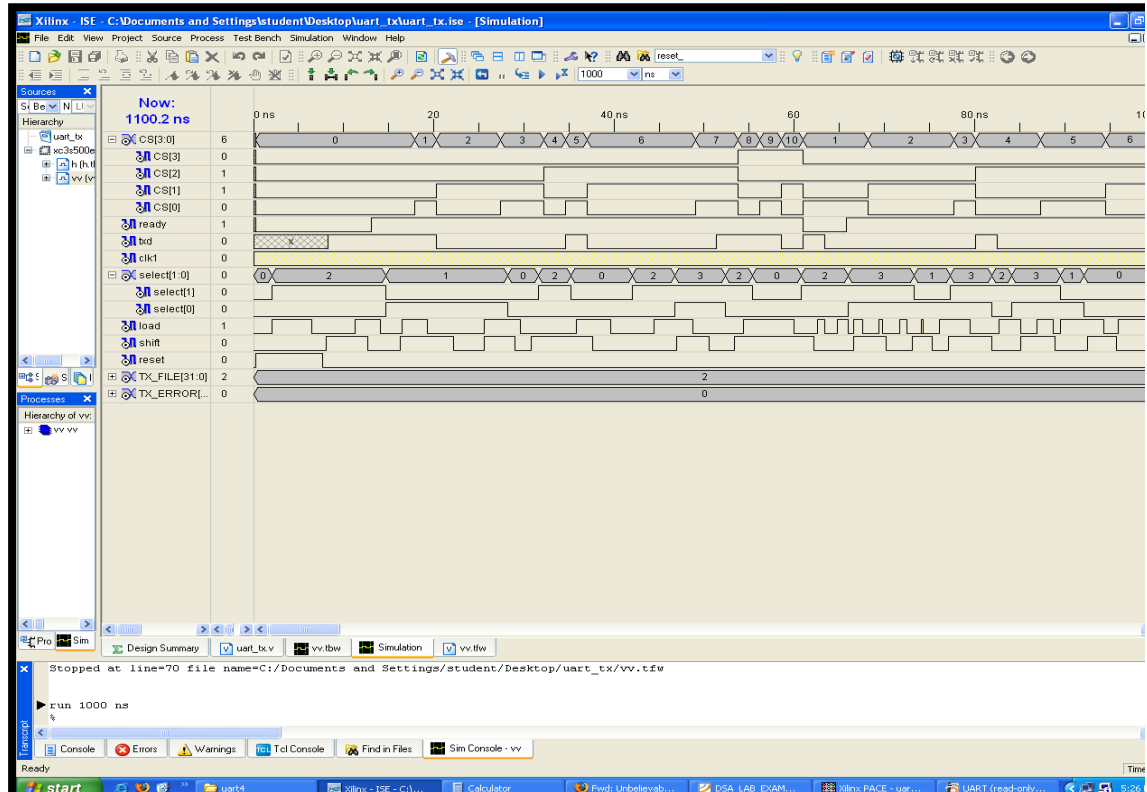 Xilinx - ISE - C:\Documents and Settings\student\Desktop\uart_tx\uart_tx.ise - [Simulation]
File Edit View Project Source Process Test Bench Simulation Window Help
reset_
1000 ns
Sources
Hierarchy
uart_tx
xc3s500e
h (h.t
vv (v
Now:
1100.2 ns
0 ns 20 40 ns 60 80 ns
CS[3:0] 6 0 1 2 3 4 5 6 7 8 9 10 1 2 3 4 5 6
CS[3] 0
CS[2] 1
CS[1] 1
CS[0] 0
ready 1
txd 0 x
clk1 0
select[1:0] 0 0 2 1 0 2 0 2 3 2 0 2 3 1 3 2 3 1 0
select[1] 0
select[0] 0
load 1
shift 0
reset 0
TX_FILE[31:0] 2 2
TX_ERROR[... 0 0
Processes
Hierarchy of vv:
vv vv
Pro Sim
Design Summary uart_tx.v vv.tbw Simulation vv.tfw
Stopped at line=70 file name=C:/Documents and Settings/student/Desktop/uart_tx/vv.tfw
run 1000 ns
%
Transcript
Console Errors Warnings Tcl Console Find in Files Sim Console - vv
Ready Time
start uart4 Xilinx - ISE - C:\... Calculator Fwd: Unbelievab... DSA LAB EXAM... Xilinx PACE - uar... UART (read-only...